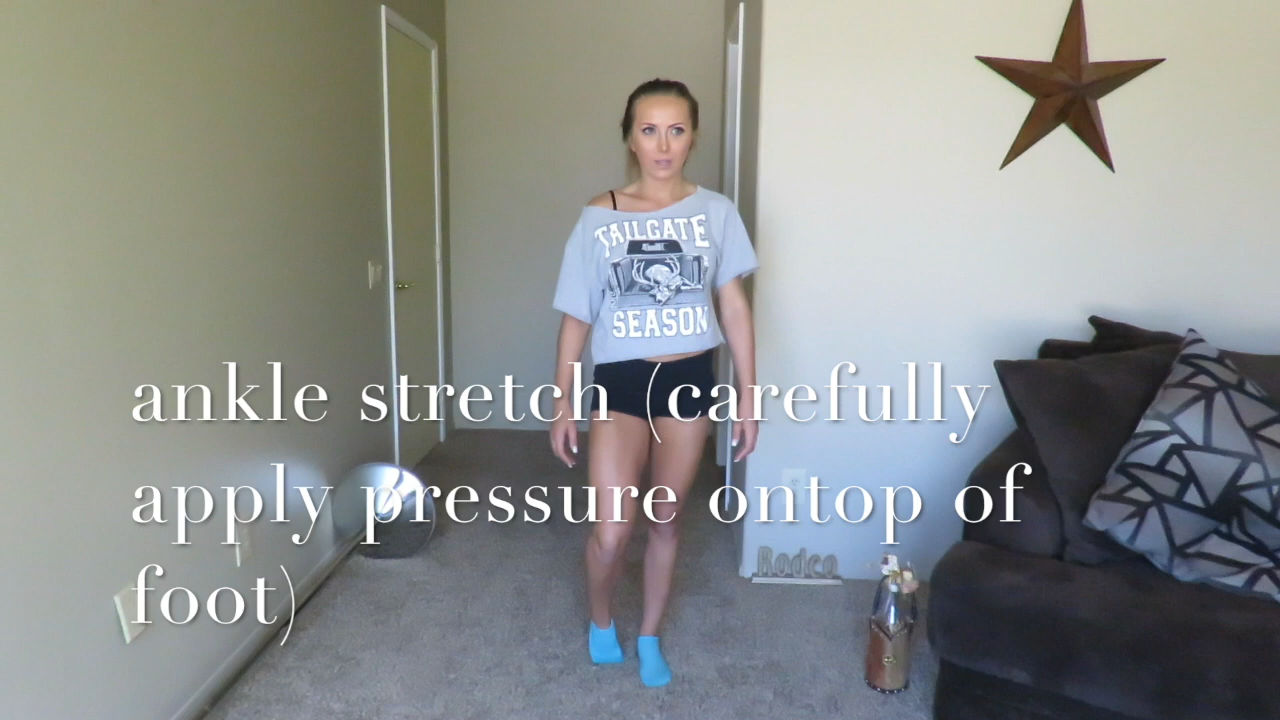 TAILGATE
SEASON
ankle stretch (carefully
apply pressure ontop of
foot)
Rodeo